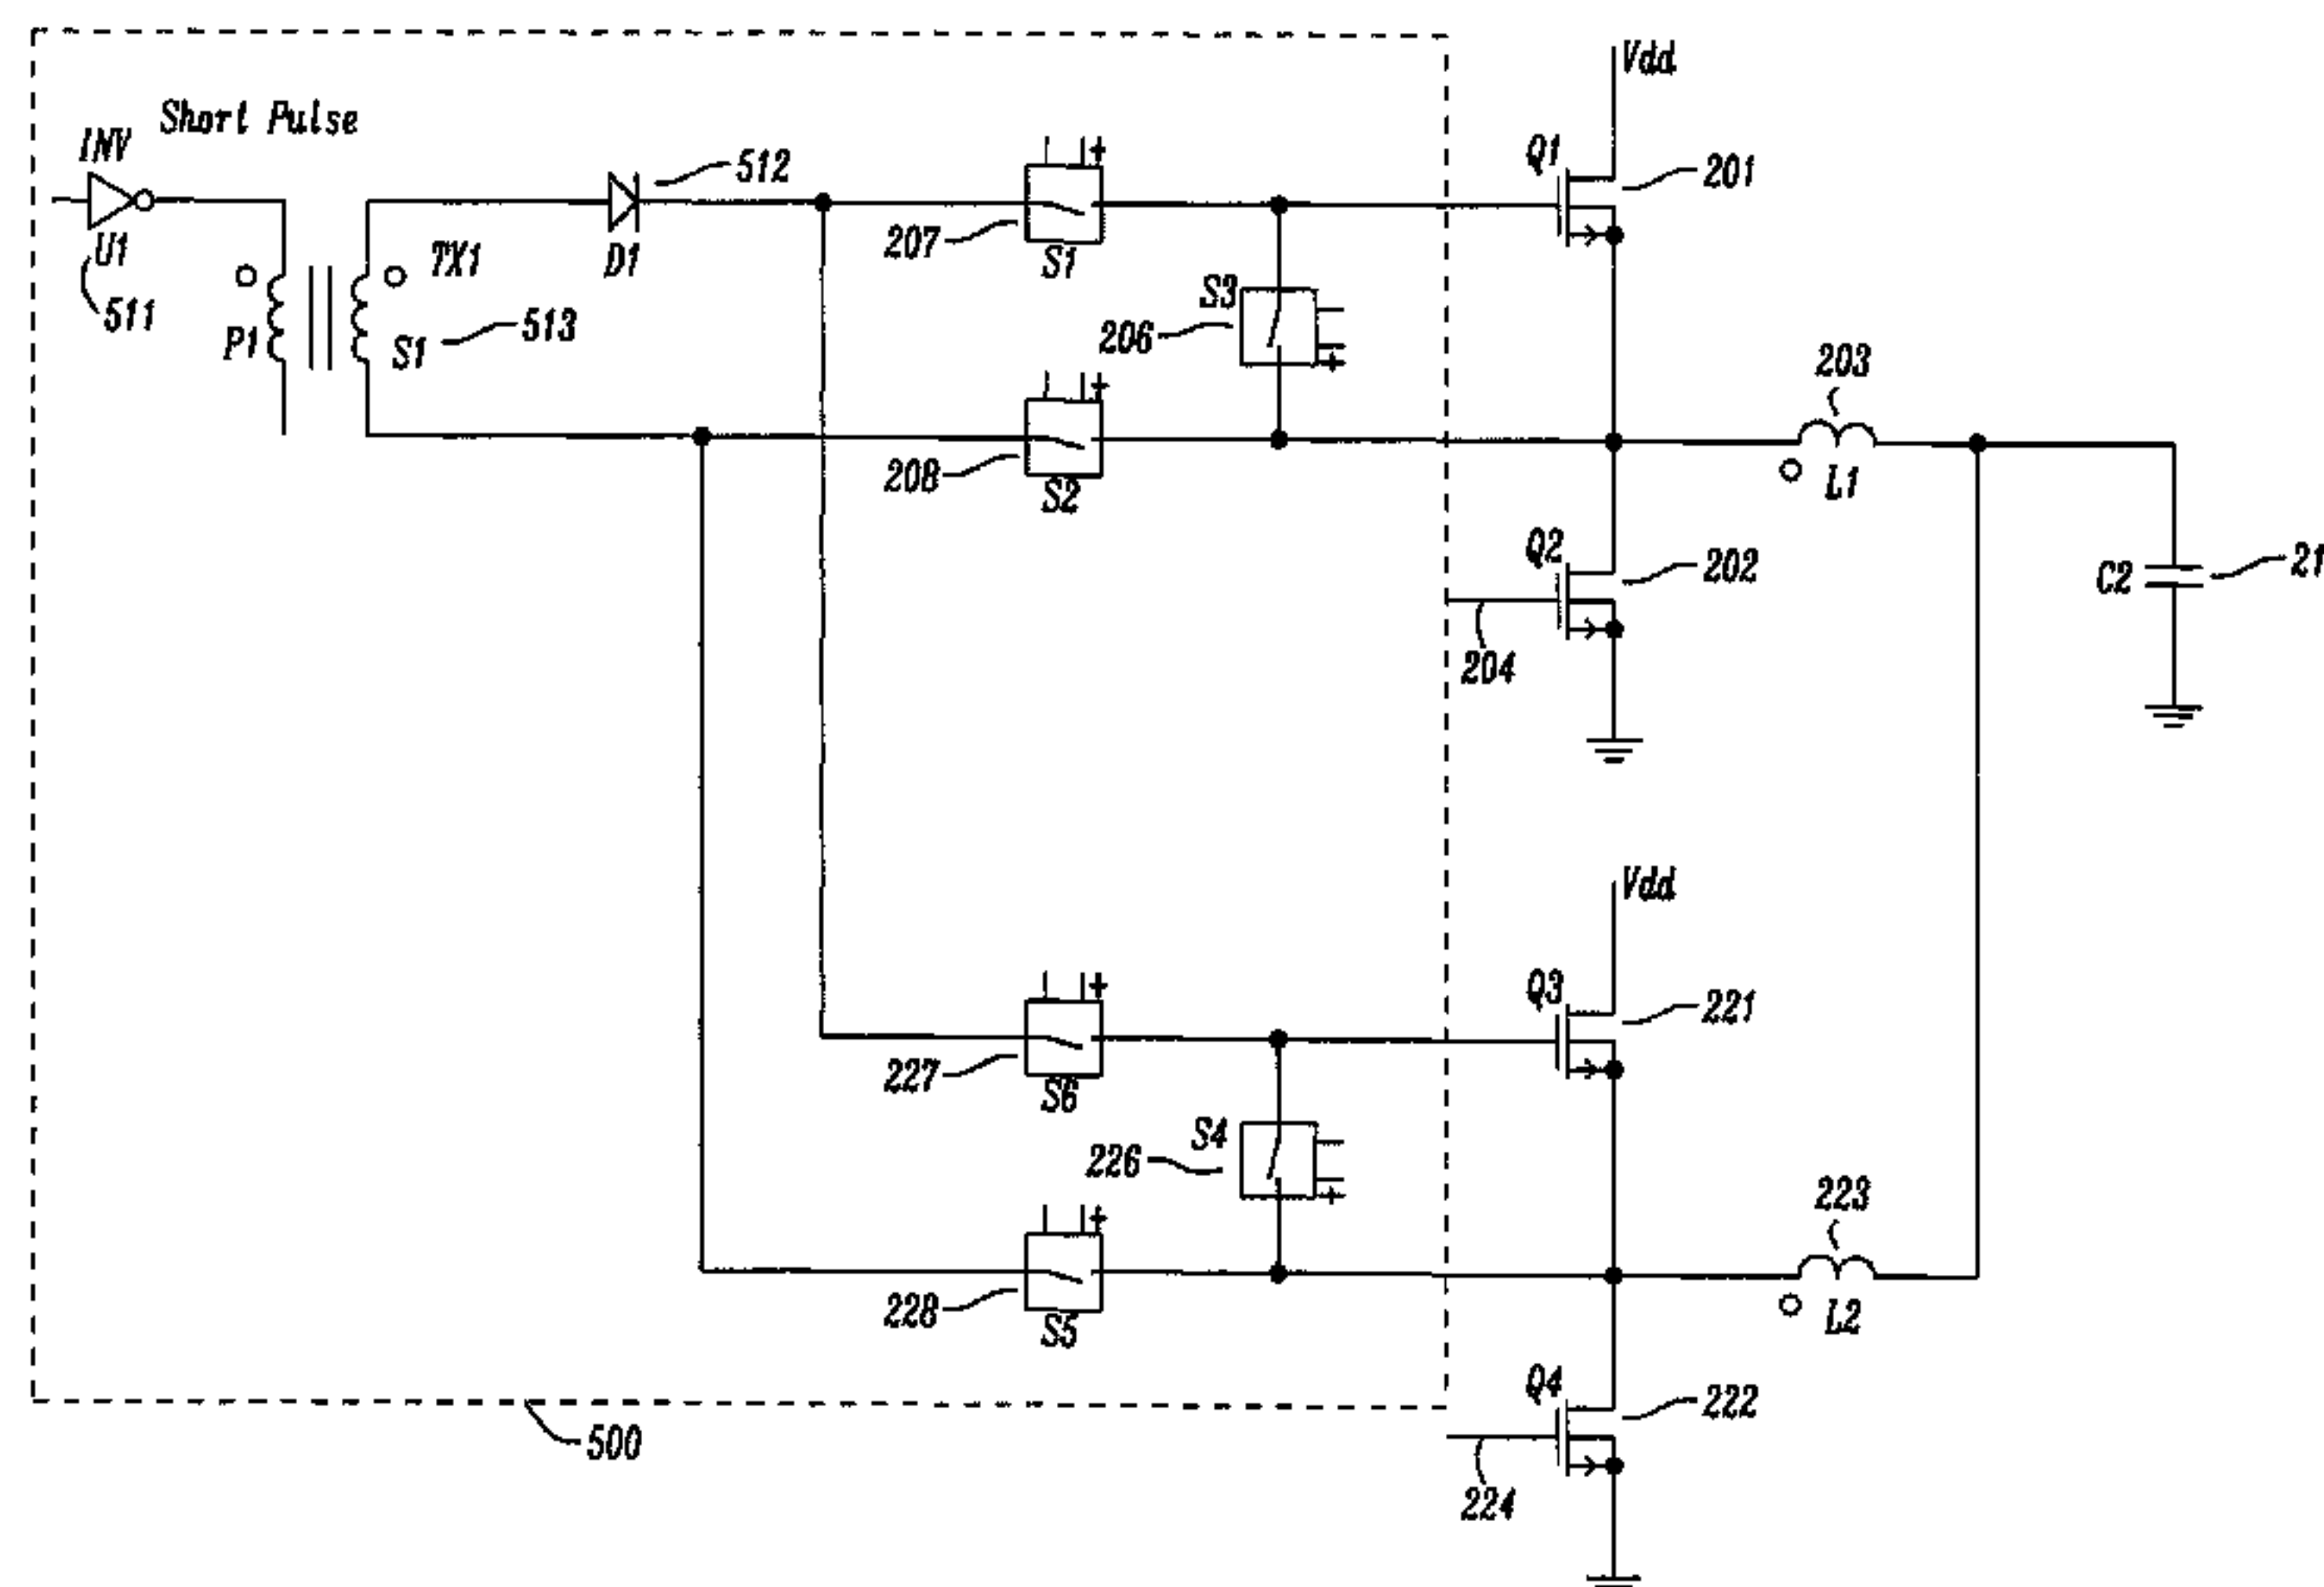 Vdd
Short Pulse
INV
512
Q1
201
U1
TX1
D1
207
S1
511
P1
S1
513
S3
206
203
208
S2
L1
Q2
202
C2
21
204
Vdd
Q3
221
227
S6
S4
226
223
228
S5
L2
Q4
222
500
224